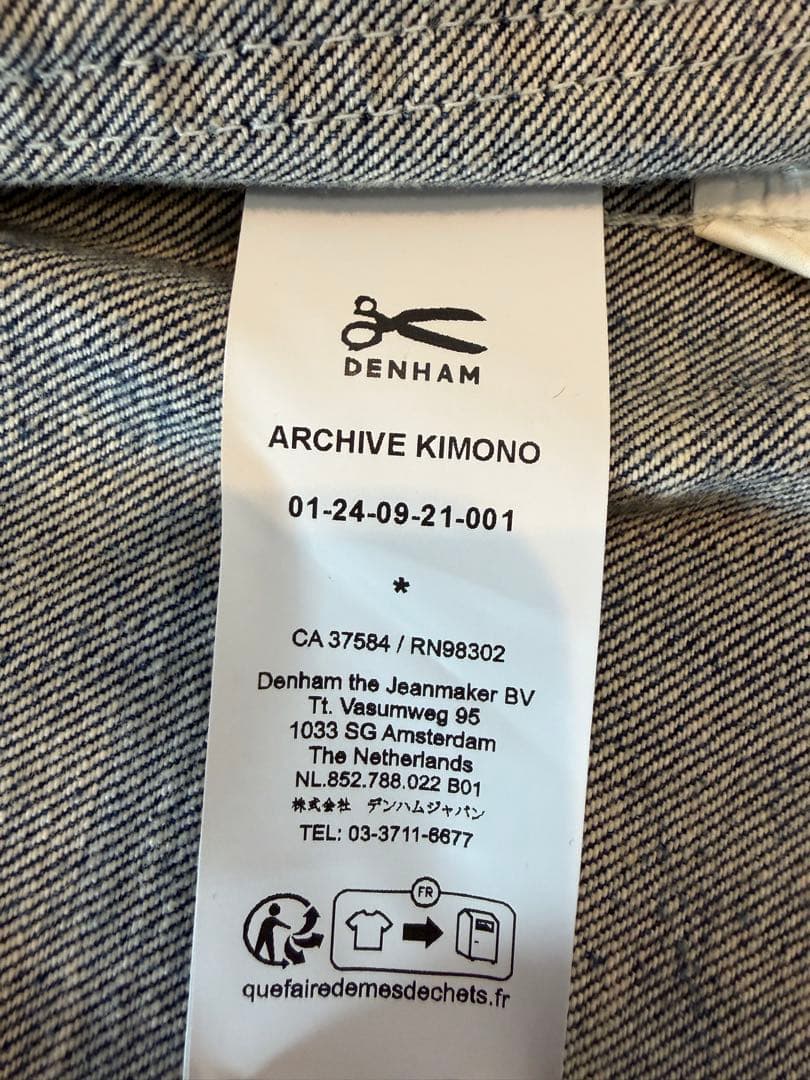 DENHAM
ARCHIVE KIMONO
01-24-09-21-001
*
CA 37584 / RN98302
Denham the Jeanmaker BV
Tt. Vasumweg 95
1033 SG Amsterdam
The Netherlands
NL.852.788.022 B01
株式会社 デンハムジャパン
TEL: 03-3711-6677
FR
quefairedemesdechets.fr